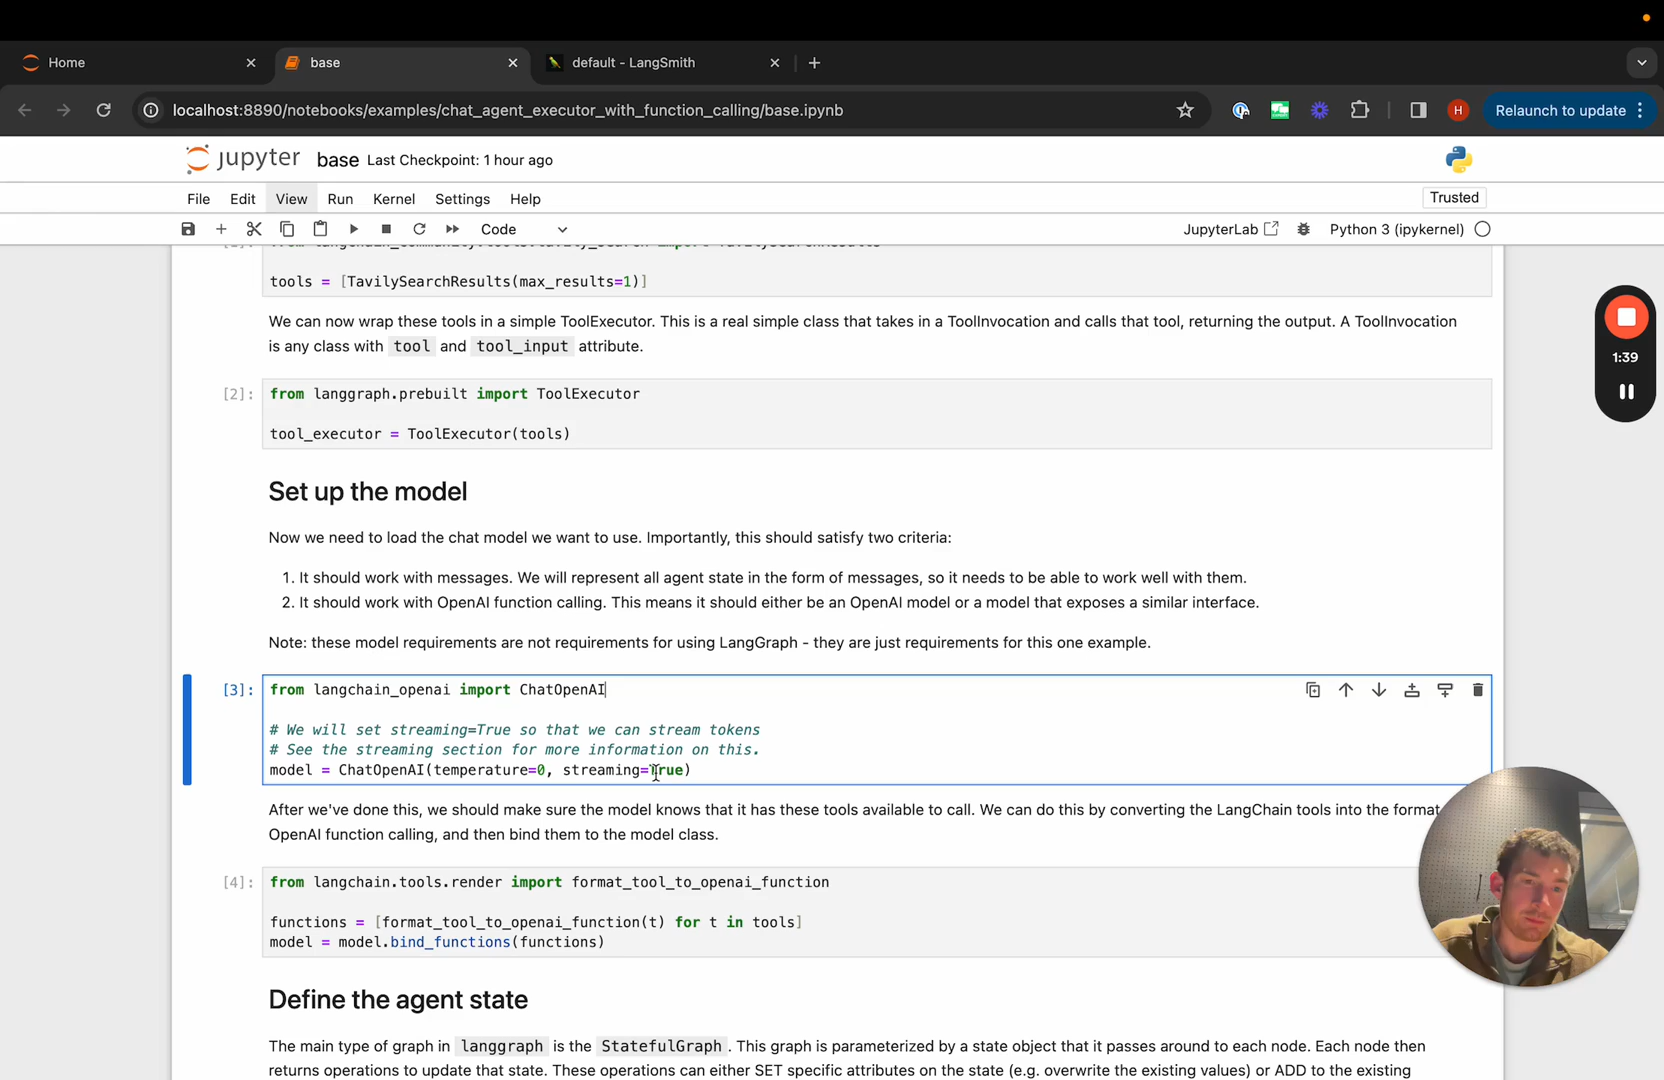 Home
base
default - LangSmith
localhost:8890/notebooks/examples/chat_agent_executor_with_function_calling/base.ipynb
H
Relaunch to update
jupyter base Last Checkpoint: 1 hour ago
File Edit View Run Kernel Settings Help
Trusted
Code
JupyterLab
Python 3 (ipykernel)
tools = [TavilySearchResults(max_results=1)]
We can now wrap these tools in a simple ToolExecutor. This is a real simple class that takes in a ToolInvocation and calls that tool, returning the output. A ToolInvocation
is any class with tool and tool_input attribute.
1:39
[2]: from langgraph.prebuilt import ToolExecutor
tool_executor = ToolExecutor(tools)
Set up the model
Now we need to load the chat model we want to use. Importantly, this should satisfy two criteria:
1. It should work with messages. We will represent all agent state in the form of messages, so it needs to be able to work well with them.
2. It should work with OpenAI function calling. This means it should either be an OpenAI model or a model that exposes a similar interface.
Note: these model requirements are not requirements for using LangGraph - they are just requirements for this one example.
[3]: from langchain_openai import ChatOpenAI
# We will set streaming=True so that we can stream tokens
# See the streaming section for more information on this.
model = ChatOpenAI(temperature=0, streaming=True)
After we've done this, we should make sure the model knows that it has these tools available to call. We can do this by converting the LangChain tools into the format
OpenAI function calling, and then bind them to the model class.
[4]: from langchain.tools.render import format_tool_to_openai_function
functions = [format_tool_to_openai_function(t) for t in tools]
model = model.bind_functions(functions)
Define the agent state
The main type of graph in langgraph is the StatefulGraph. This graph is parameterized by a state object that it passes around to each node. Each node then
returns operations to update that state. These operations can either SET specific attributes on the state (e.g. overwrite the existing values) or ADD to the existing